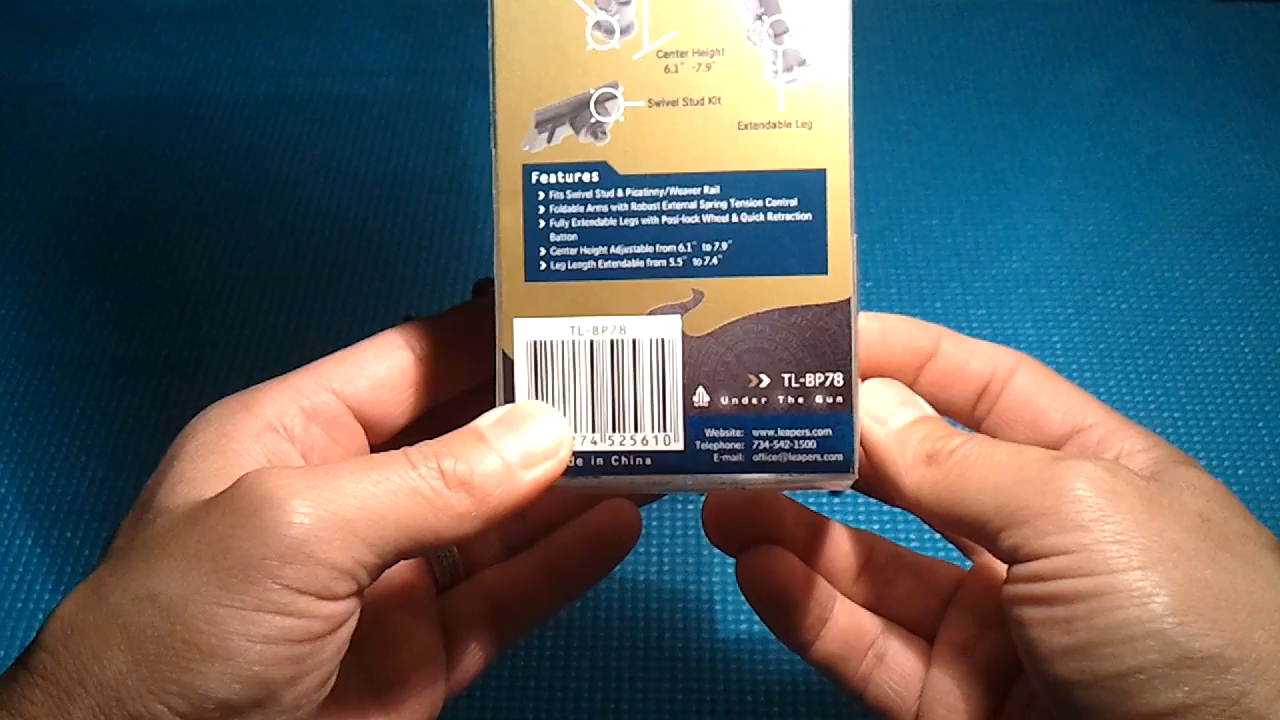 Center Height
6.1" -7.9"
Swivel Stud Kit
Extendable Leg
Features
Fits Swivel Stud & Picatinny/Weaver Rail
Foldable Arms with Robust External Spring Tension Control
Fully Extendable Legs with Posi-lock Wheel & Quick Retraction
Button
Center Height Adjustable from 6.1" to 7.9"
Leg Length Extendable from 5.5" to 7.4"
TL-BP78
274 525610
de in China
TL-BP78
Under The Gun
Website: www.leapers.com
Telephone: 734-542-1500
E-mail: office@leapers.com